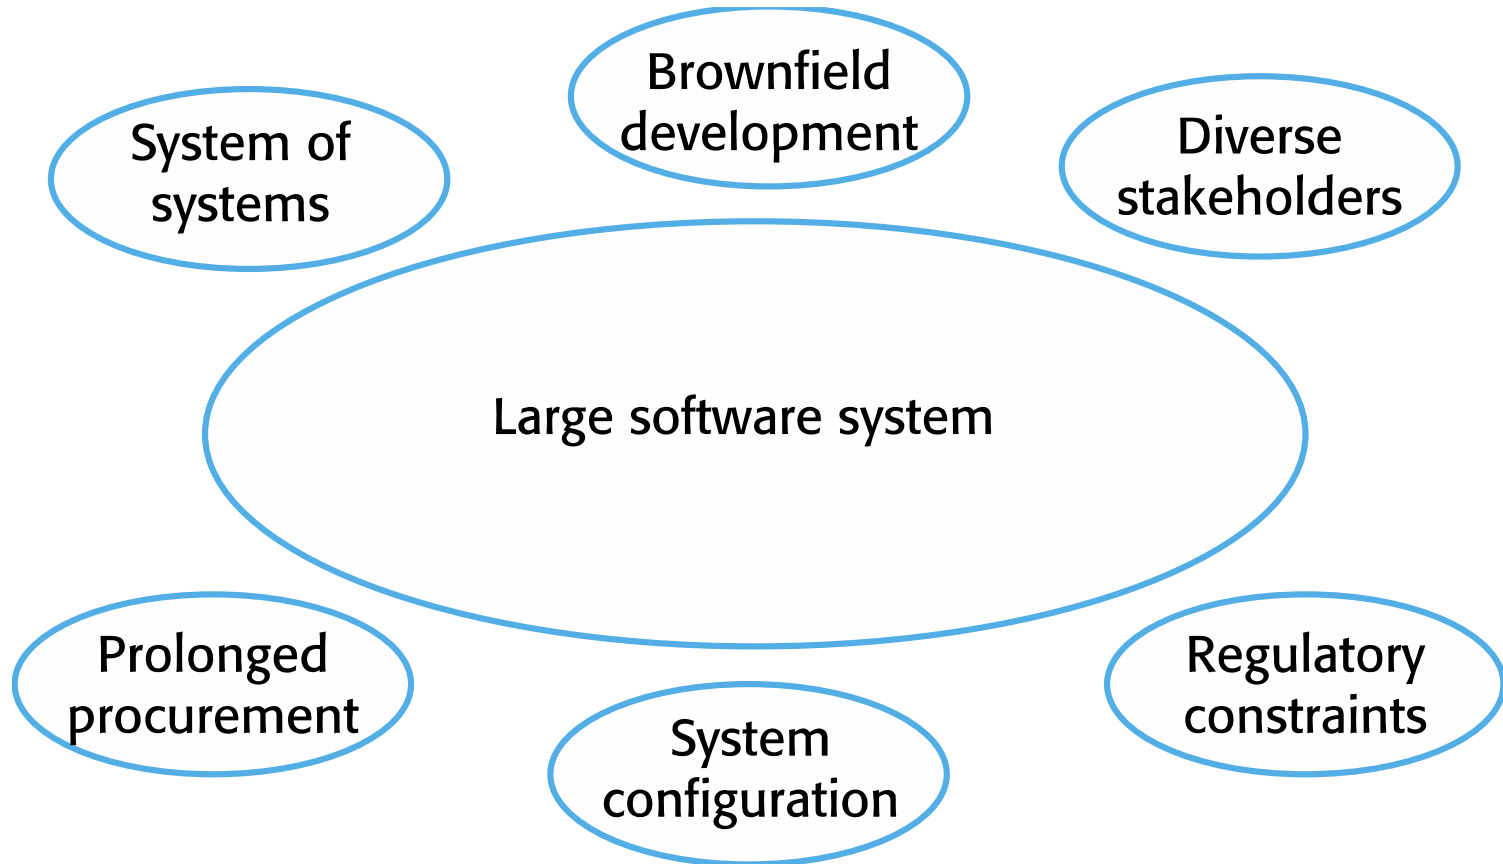 Brownfield
development
System of
systems
Diverse
stakeholders
Large software system
Prolonged
procurement
System
configuration
Regulatory
constraints